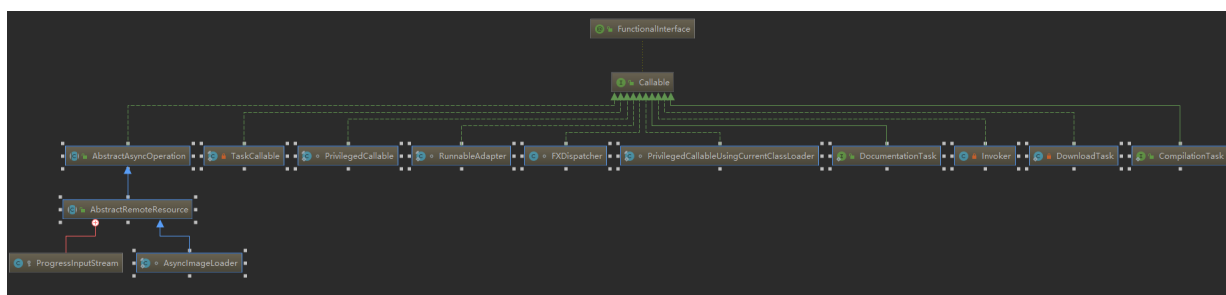 FunctionalInterface
Callable
AbstractAsyncOperation TaskCallable PrivilegedCallable RunnableAdapter FXDispatcher PrivilegedCallableUsingCurrentClassLoader DocumentationTask Invoker DownloadTask CompilationTask
AbstractRemoteResource
ProgressInputStream AsyncImageLoader